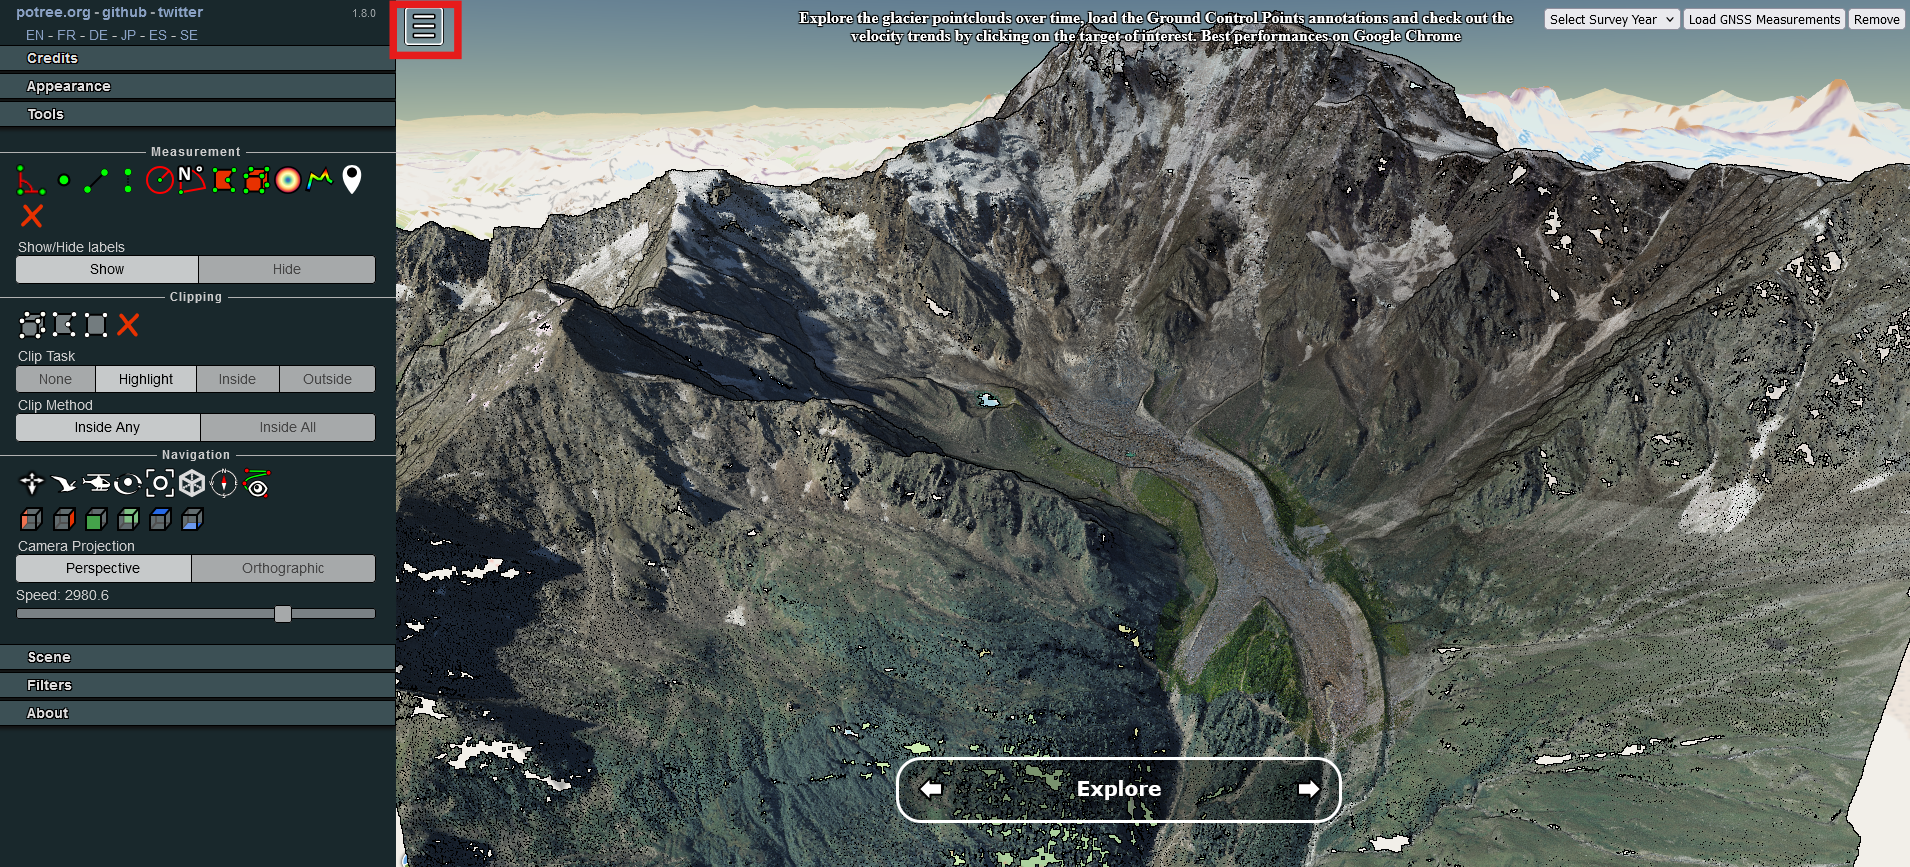 potree.org - github - twitter
1.8.0
EN - FR - DE - JP - ES - SE
Credits
Appearance
Tools
Measurement
N°
Show/Hide labels
Show
Hide
Clipping
Clip Task
None
Highlight
Inside
Outside
Clip Method
Inside Any
Inside All
Navigation
N
Camera Projection
Perspective
Orthographic
Speed: 2980.6
Scene
Filters
About
Explore the glacier pointclouds over time, load the Ground Control Points annotations and check out the
velocity trends by clicking on the target of interest. Best performances on Google Chrome
Select Survey Year
Load GNSS Measurements
Remove
Explore